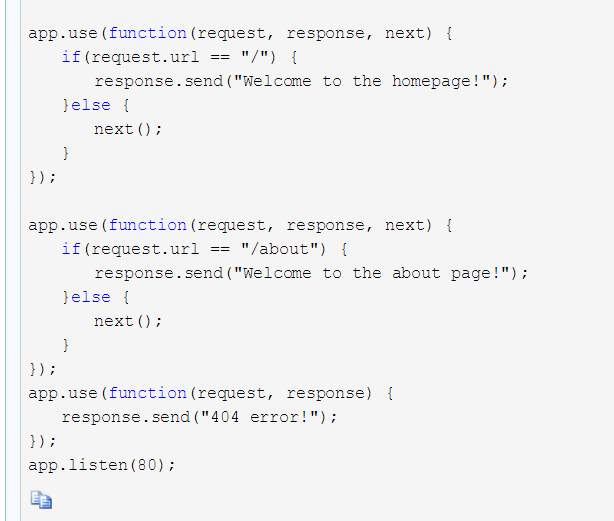 app.use(function(request, response, next) {
    if(request.url == "/") {
        response.send("Welcome to the homepage!");
    }else {
        next();
    }
});

app.use(function(request, response, next) {
    if(request.url == "/about") {
        response.send("Welcome to the about page!");
    }else {
        next();
    }
});
app.use(function(request, response) {
    response.send("404 error!");
});
app.listen(80);